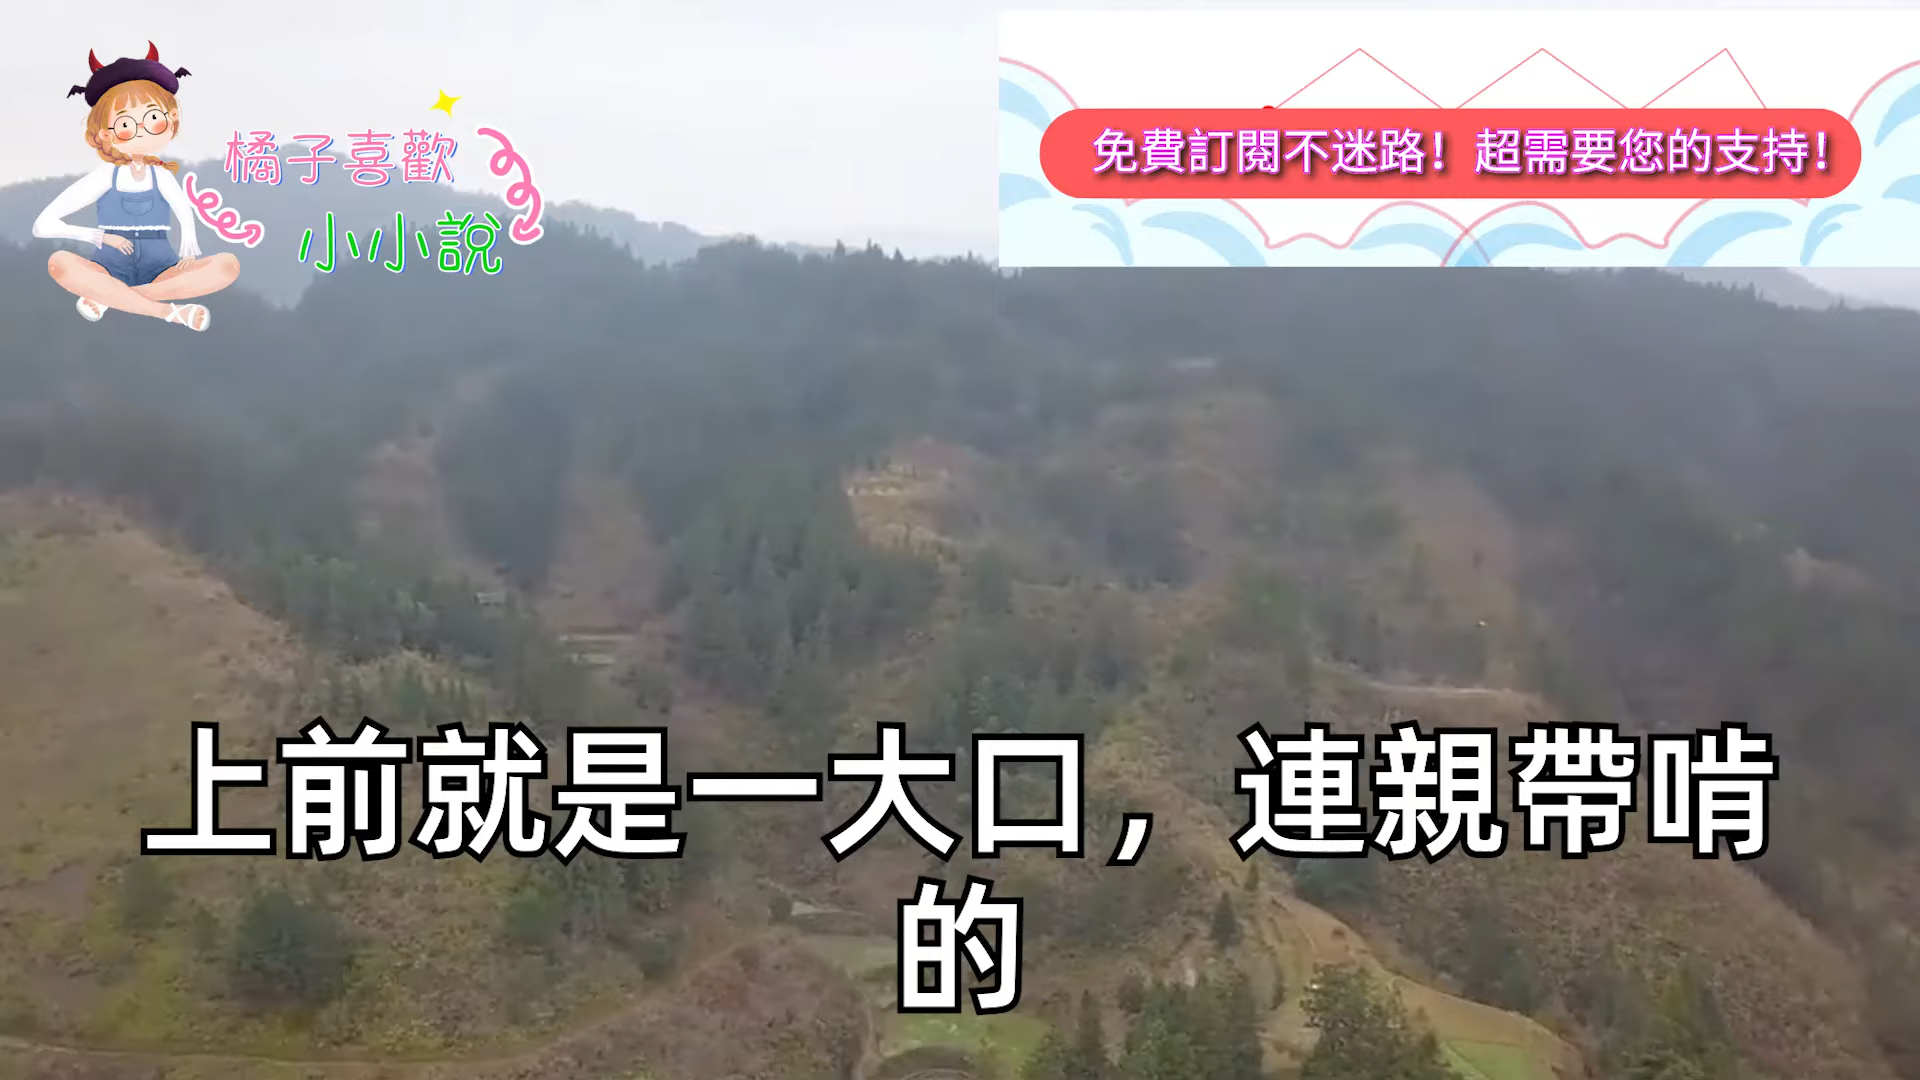 橘子喜歡
小小說
免費訂閱不迷路！超需要您的支持！
上前就是一大口，連親帶啃
的